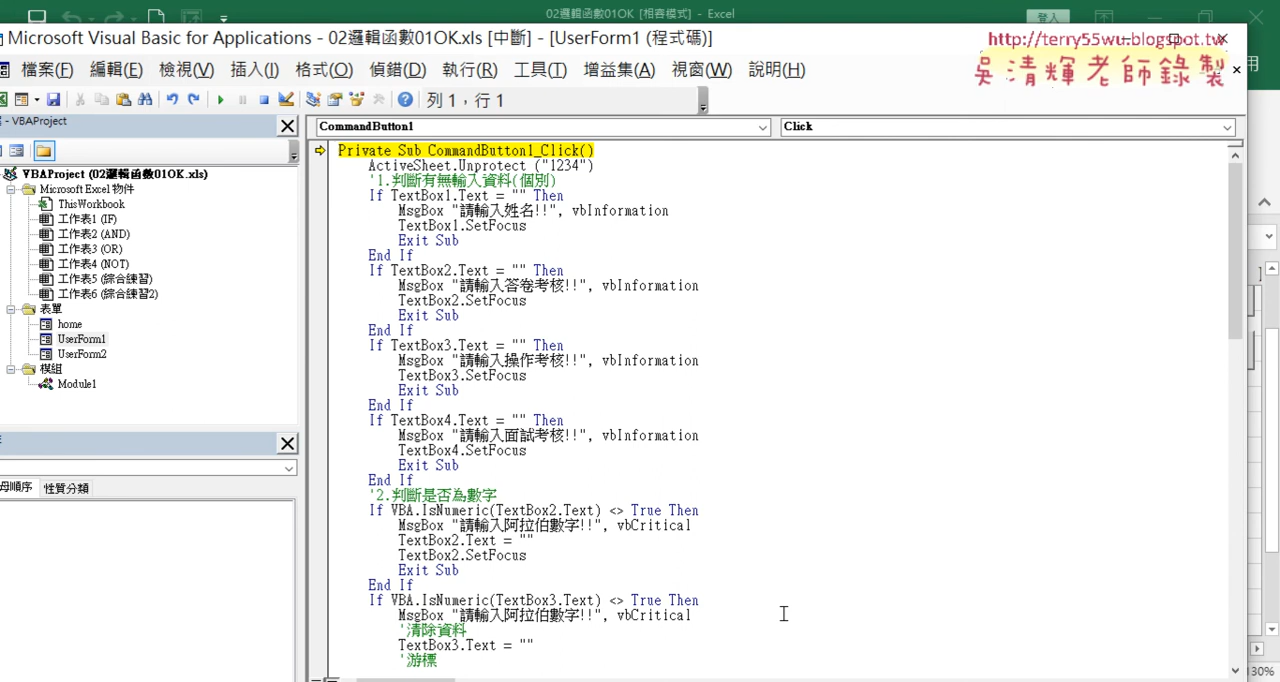 02邏輯函數01OK.xls [相容模式] - Excel
登入
Microsoft Visual Basic for Applications - 02邏輯函數01OK.xls [中斷] - [UserForm1 (程式碼)]
http://terry55wu.blogspot.tw
吳清輝老師錄製
檔案(F) 編輯(E) 檢視(V) 插入(I) 格式(O) 偵錯(D) 執行(R) 工具(T) 增益集(A) 視窗(W) 說明(H)
列 1，行 1
- VBAProject
CommandButton1
Click
VBAProject (02邏輯函數01OK.xls)
Microsoft Excel 物件
ThisWorkbook
工作表1 (IF)
工作表2 (AND)
工作表3 (OR)
工作表4 (NOT)
工作表5 (綜合練習)
工作表6 (綜合練習2)
表單
home
UserForm1
UserForm2
模組
Module1
母順序 性質分類
Private Sub CommandButton1_Click()
ActiveSheet.Unprotect ("1234")
'1.判斷有無輸入資料(個別)
If TextBox1.Text = "" Then
MsgBox "請輸入姓名!!", vbInformation
TextBox1.SetFocus
Exit Sub
End If
If TextBox2.Text = "" Then
MsgBox "請輸入答卷考核!!", vbInformation
TextBox2.SetFocus
Exit Sub
End If
If TextBox3.Text = "" Then
MsgBox "請輸入操作考核!!", vbInformation
TextBox3.SetFocus
Exit Sub
End If
If TextBox4.Text = "" Then
MsgBox "請輸入面試考核!!", vbInformation
TextBox4.SetFocus
Exit Sub
End If
'2.判斷是否為數字
If VBA.IsNumeric(TextBox2.Text) <> True Then
MsgBox "請輸入阿拉伯數字!!", vbCritical
TextBox2.Text = ""
TextBox2.SetFocus
Exit Sub
End If
If VBA.IsNumeric(TextBox3.Text) <> True Then
MsgBox "請輸入阿拉伯數字!!", vbCritical
'清除資料
TextBox3.Text = ""
'游標
130%